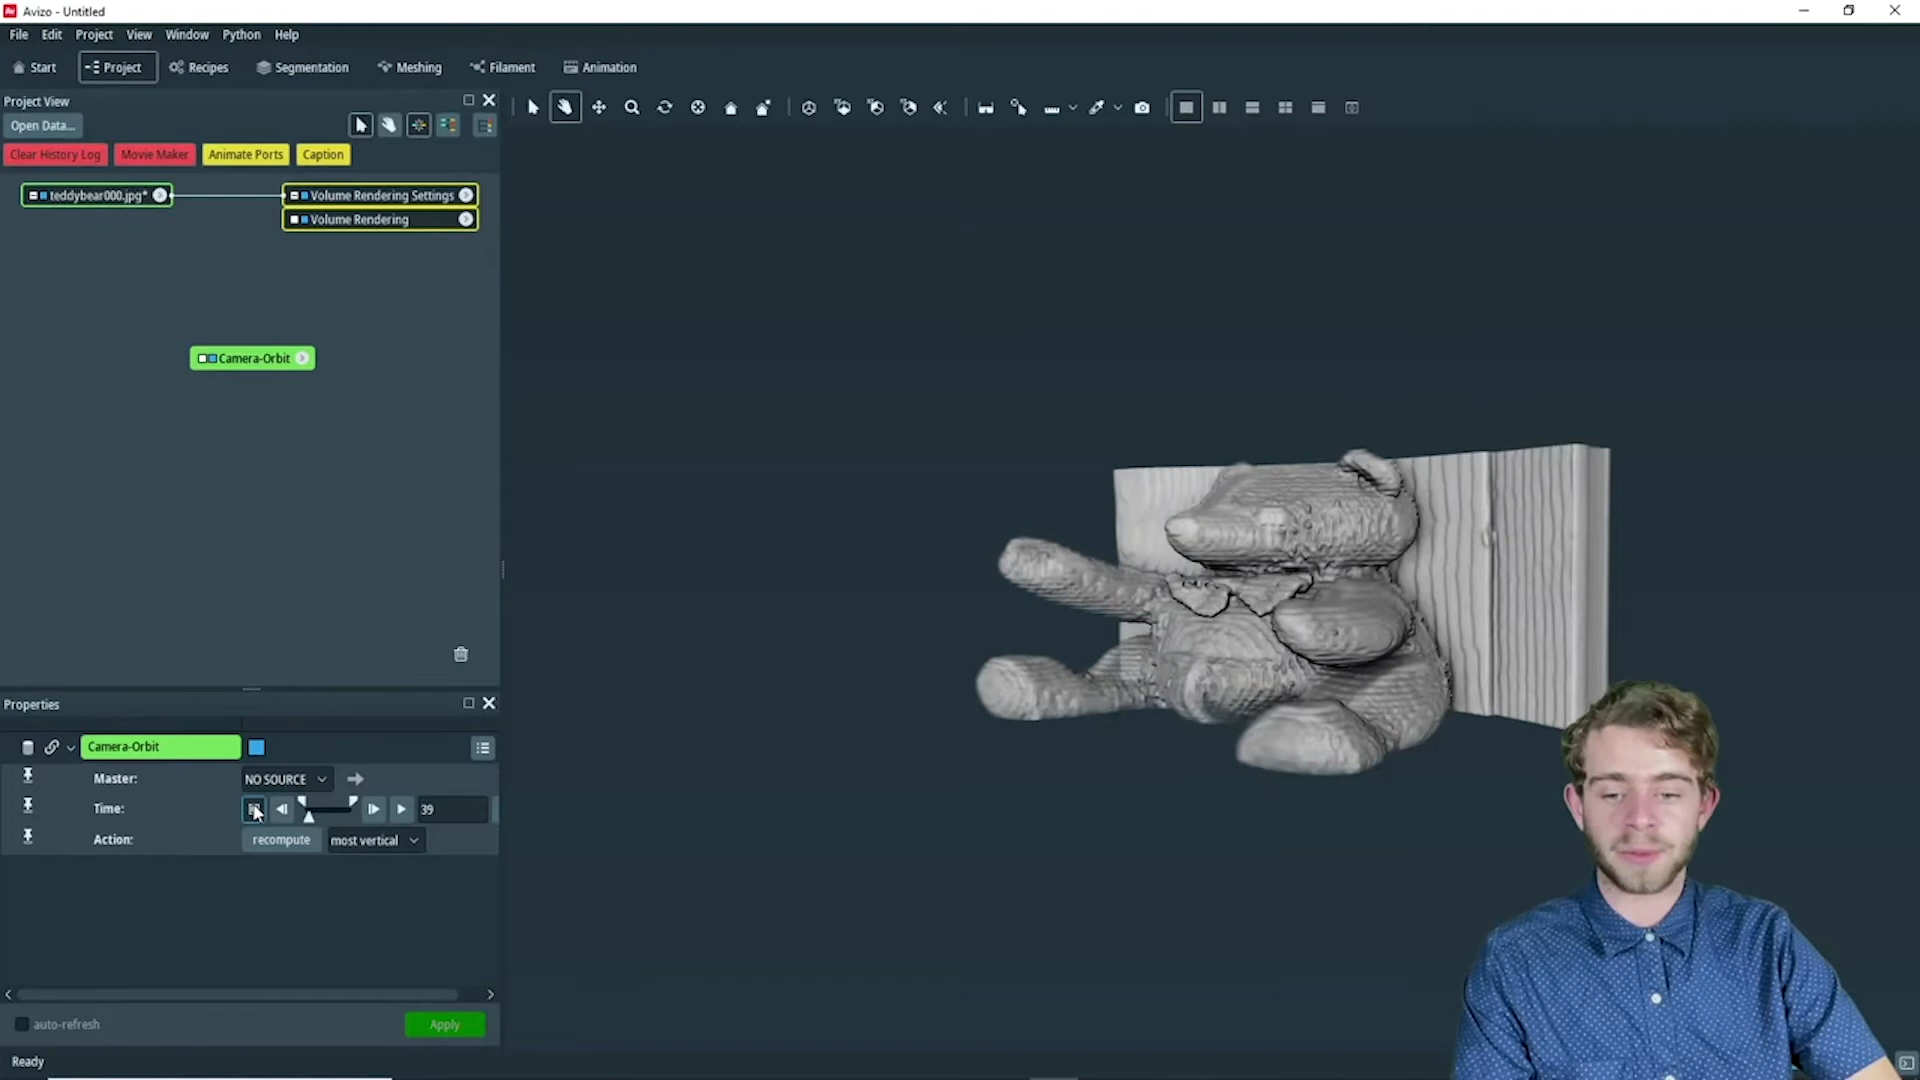 Avizo - Untitled
File Edit Project View Window Python Help
Start Project Recipes Segmentation Meshing Filament Animation
Project View
Open Data...
Clear History Log Movie Maker Animate Ports Caption
teddybear000.jpg* Volume Rendering Settings
Volume Rendering
Camera-Orbit
Properties
Camera-Orbit
Master: NO SOURCE
Time: 39
Action: recompute most vertical
auto-refresh Apply
Ready